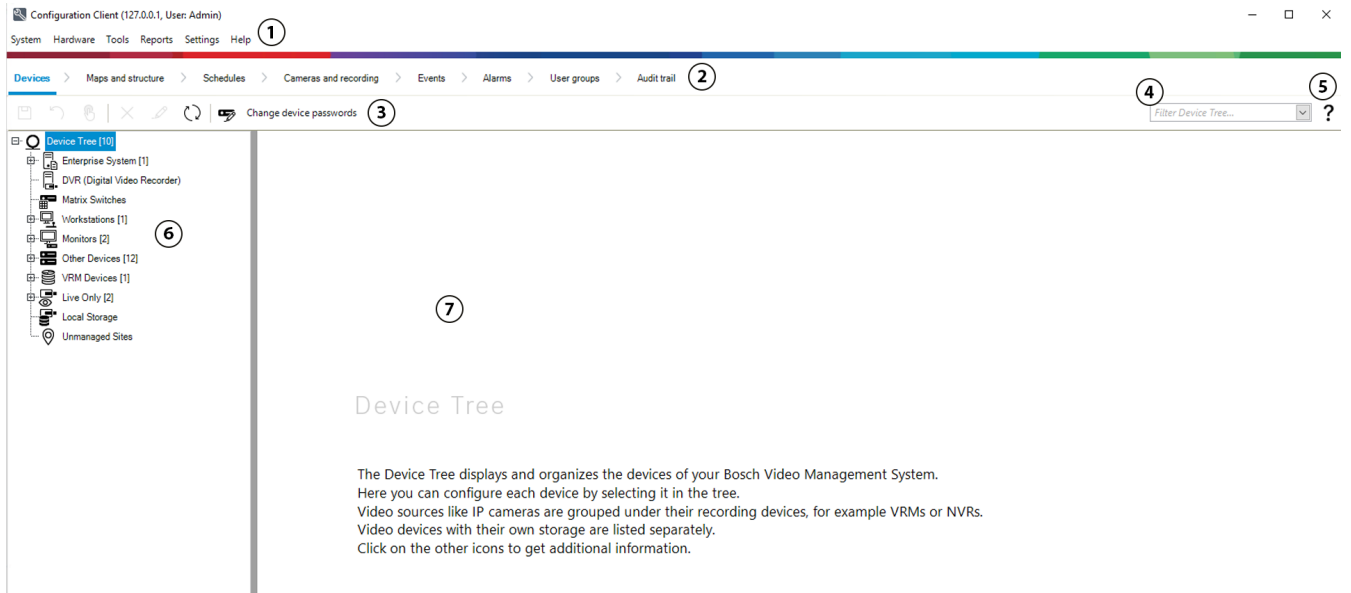 Configuration Client (127.0.0.1, User: Admin)
System Hardware Tools Reports Settings Help 1
Devices > Maps and structure > Schedules > Cameras and recording > Events > Alarms > User groups > Audit trail 2
Change device passwords 3
4
5
Filter Device Tree... ?
Device Tree [10]
Enterprise System [1]
DVR (Digital Video Recorder)
Matrix Switches
Workstations [1]
6
Monitors [2]
Other Devices [12]
VRM Devices [1]
Live Only [2]
Local Storage
Unmanaged Sites
7
Device Tree
The Device Tree displays and organizes the devices of your Bosch Video Management System.
Here you can configure each device by selecting it in the tree.
Video sources like IP cameras are grouped under their recording devices, for example VRMs or NVRs.
Video devices with their own storage are listed separately.
Click on the other icons to get additional information.